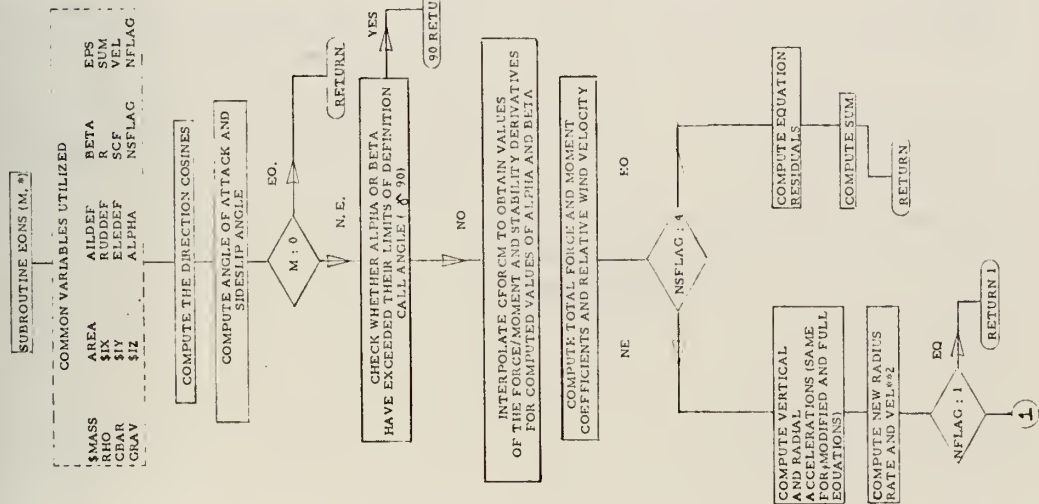 SUBROUTINE EQNS (M, *)
COMMON VARIABLES UTILIZED
$MASS AREA AILDEF BETA EPS
RHO $IX RUDDEF R SUM
CBAR $IY ELEDEF SCF VEL
GRAV $IZ ALPHA NSFLAG NFLAG
COMPUTE THE DIRECTION COSINES
COMPUTE ANGLE OF ATTACK AND
SIDESLIP ANGLE
M : 0
EQ.
RETURN
N. E.
CHECK WHETHER ALPHA OR BETA
HAVE EXCEEDED THEIR LIMITS OF DEFINITION
CALL ANGLE ( 90)
YES
90 RETU
NO
INTERPOLATE CFORCM TO OBTAIN VALUES
OF THE FORCE/MOMENT AND STABILITY DERIVATIVES
FOR COMPUTED VALUES OF ALPHA AND BETA
COMPUTE TOTAL FORCE AND MOMENT
COEFFICIENTS AND RELATIVE WIND VELOCITY
NE
NSFLAG : 4
EQ
COMPUTE VERTICAL
AND RADIAL
ACCELERATIONS (SAME
FOR MODIFIED AND FULL
EQUATIONS)
COMPUTE NEW RADIUS
RATE AND VEL**2
NFLAG : 1
EQ
RETURN 1
1
COMPUTE EQUATION
RESIDUALS
COMPUTE SUM
RETURN